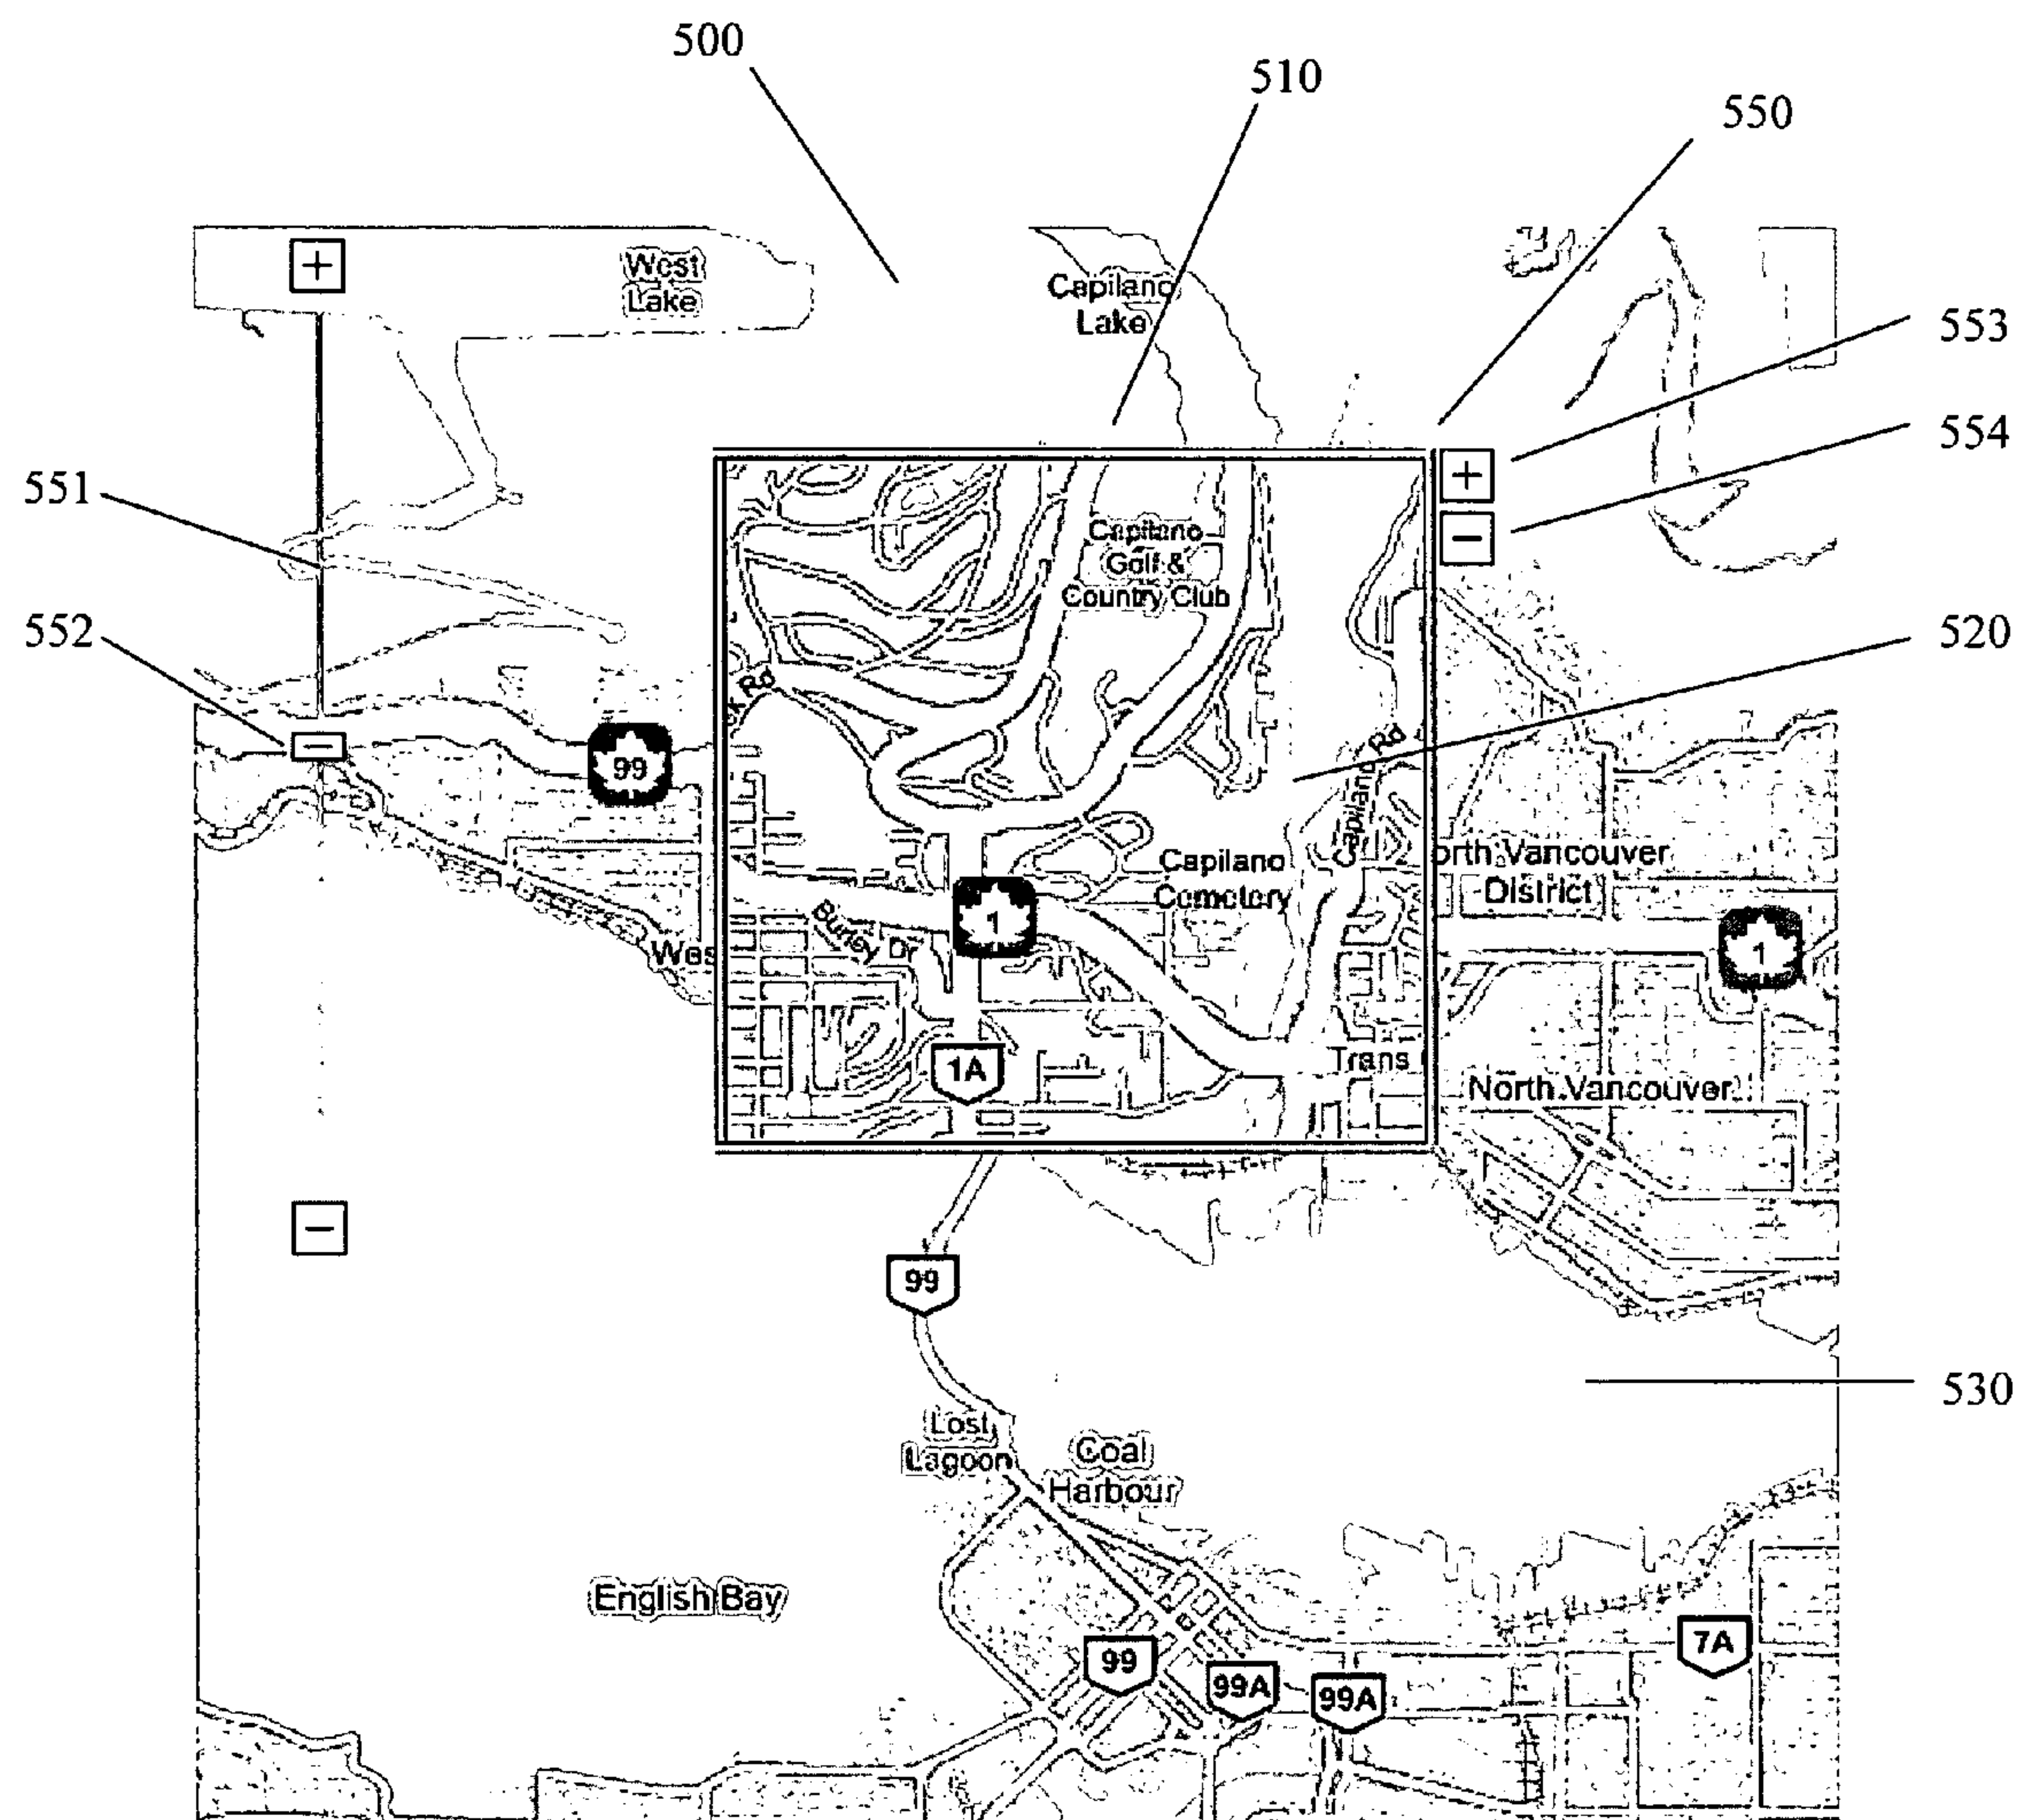 500
510
550
+
West
Lake
Capilano
Lake
553
554
551
+
−
Capilano
Golf &
Country Club
552
520
Rd
−
99
Capilano Rd
orth Vancouver
District
Capilano
Cemetery
1
Burley Dr
Wes
1
Trans
1A
North Vancouver
−
99
530
Lost
Lagoon
Coal
Harbour
English Bay
99
99A
99A
7A